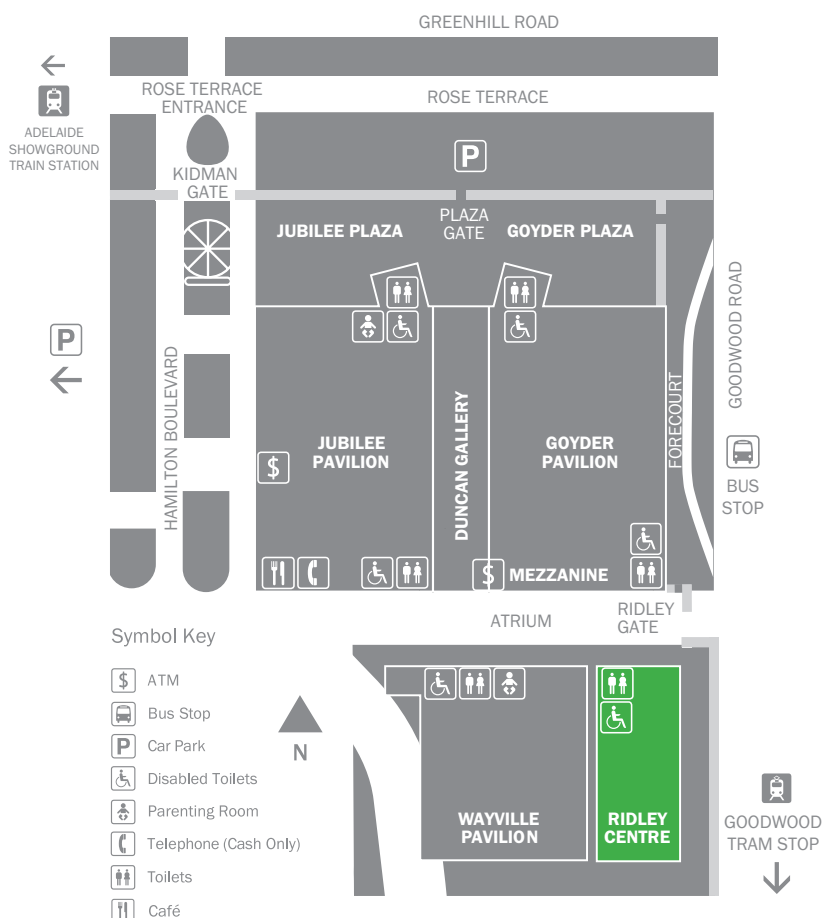 GREENHILL ROAD
ROSE TERRACE
ENTRANCE
ROSE TERRACE
ADELAIDE
SHOWGROUND
TRAIN STATION
P
KIDMAN
GATE
JUBILEE PLAZA
PLAZA
GATE
GOYDER PLAZA
P
HAMILTON BOULEVARD
JUBILEE
PAVILION
DUNCAN GALLERY
GOYDER
PAVILION
FORECOURT
GOODWOOD ROAD
BUS
STOP
$
$
MEZZANINE
ATRIUM
RIDLEY
GATE
Symbol Key
$ ATM
Bus Stop
P Car Park
Disabled Toilets
Parenting Room
Telephone (Cash Only)
Toilets
Café
N
WAYVILLE
PAVILION
RIDLEY
CENTRE
GOODWOOD
TRAM STOP